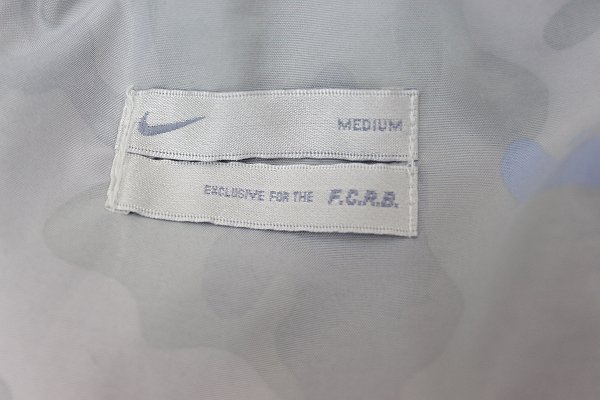 MEDIUM
EXCLUSIVE FOR THE F.C.R.B.